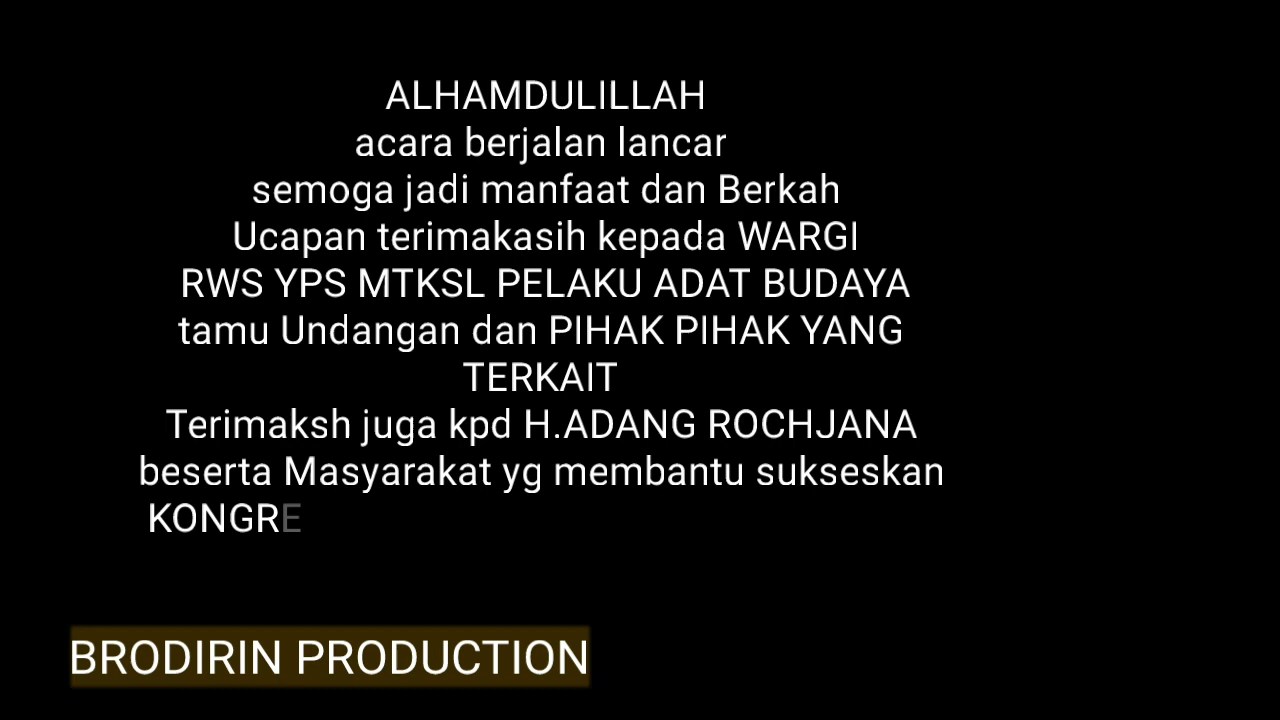 ALHAMDULILLAH
acara berjalan lancar
semoga jadi manfaat dan Berkah
Ucapan terimakasih kepada WARGI
RWS YPS MTKSL PELAKU ADAT BUDAYA
tamu Undangan dan PIHAK PIHAK YANG
TERKAIT
Terimaksh juga kpd H.ADANG ROCHJANA
beserta Masyarakat yg membantu sukseskan
KONGRE
BRODIRIN PRODUCTION